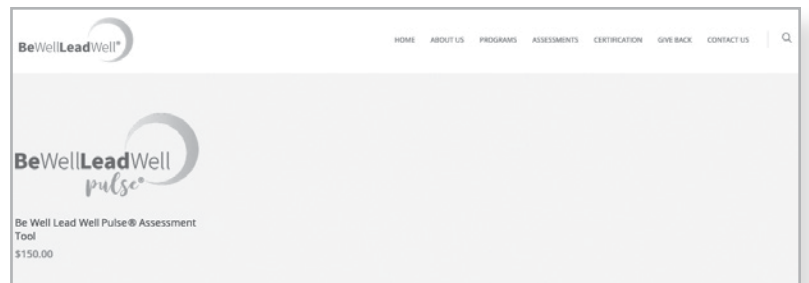 BeWellLeadWell®
HOME ABOUT US PROGRAMS ASSESSMENTS CERTIFICATION GIVE BACK CONTACT US
BeWellLeadWell
pulse®
Be Well Lead Well Pulse® Assessment
Tool
$150.00